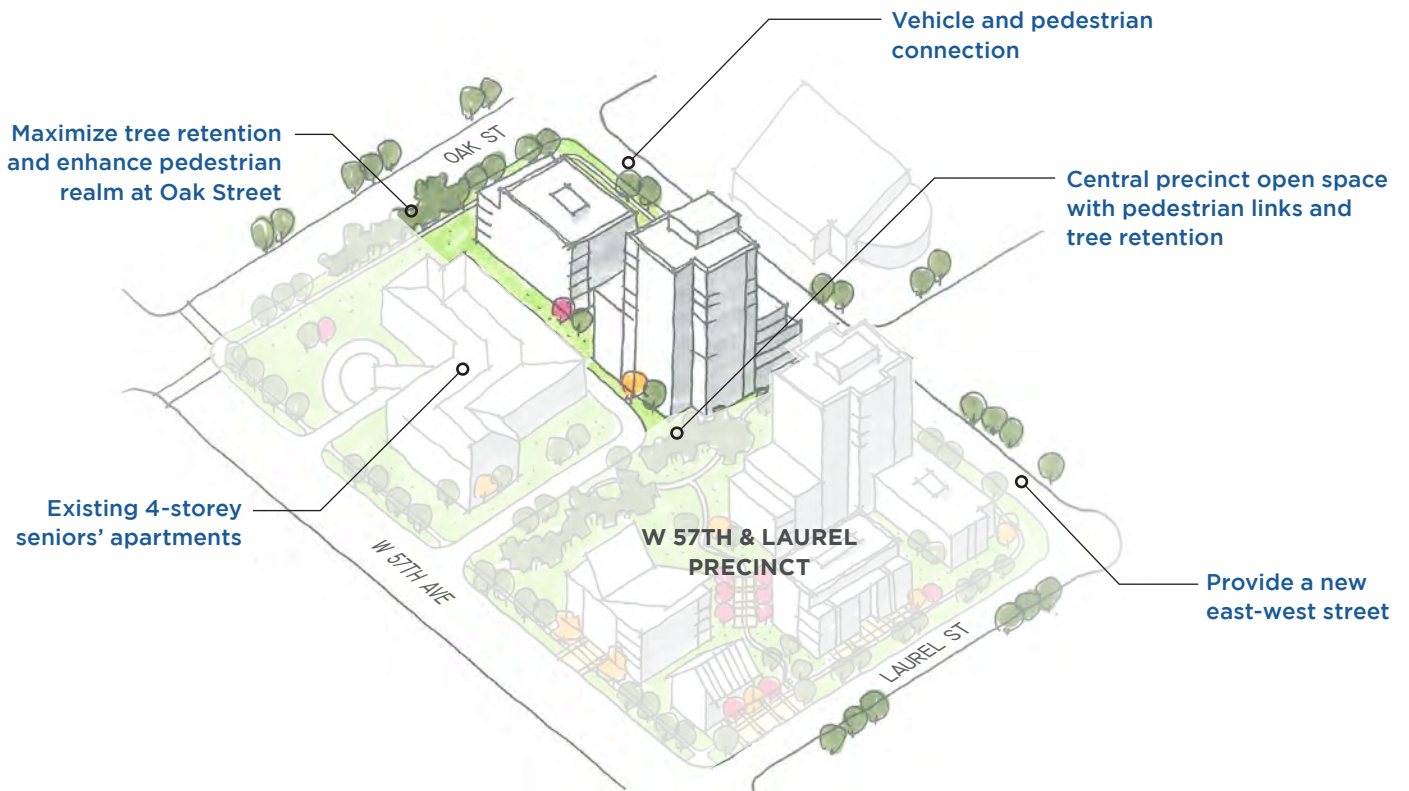 Vehicle and pedestrian
connection
Maximize tree retention
and enhance pedestrian
realm at Oak Street
OAK ST
Central precinct open space
with pedestrian links and
tree retention
Existing 4-storey
seniors’ apartments
W 57TH AVE
W 57TH & LAUREL
PRECINCT
LAUREL ST
Provide a new
east-west street